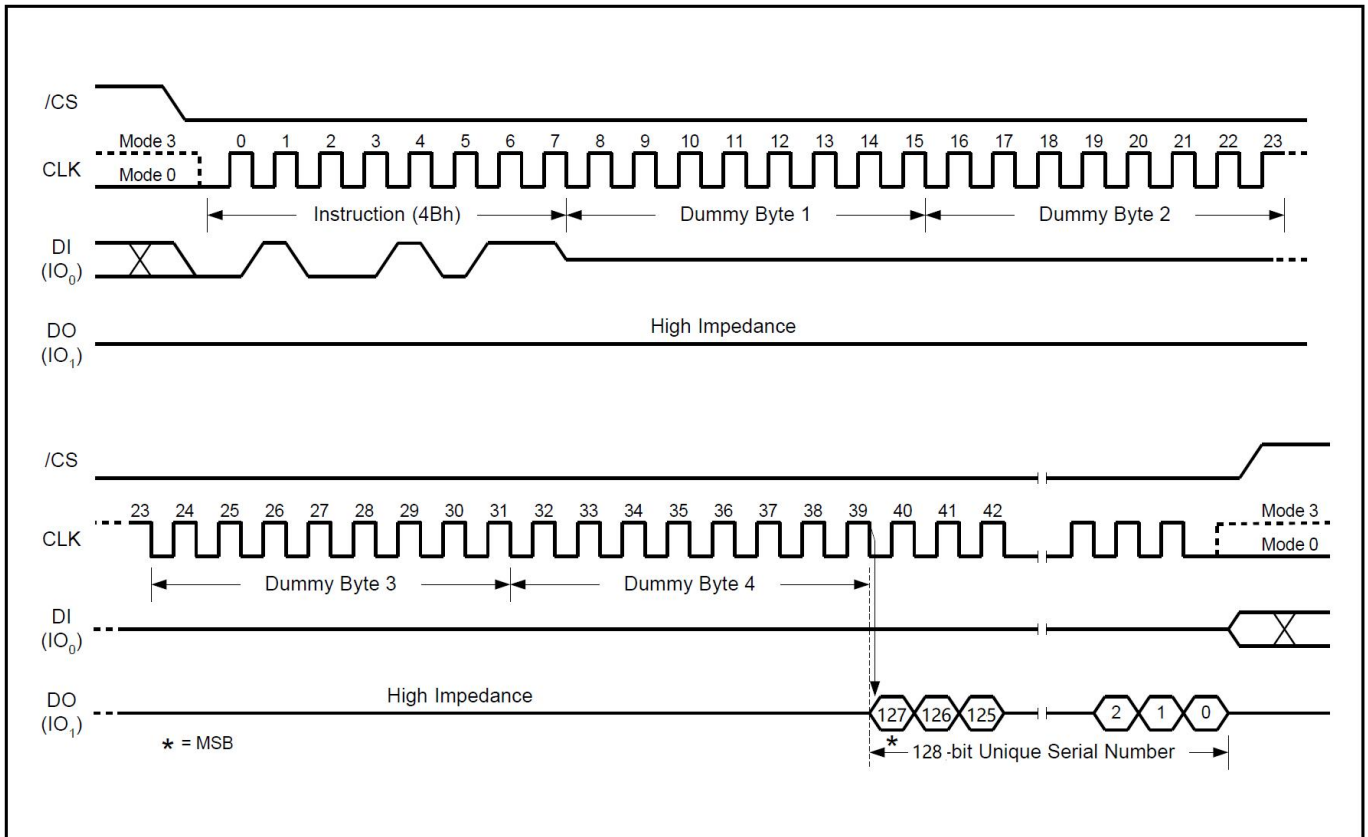 /CS
Mode 3 0 1 2 3 4 5 6 7 8 9 10 11 12 13 14 15 16 17 18 19 20 21 22 23
CLK
Mode 0
Instruction (4Bh) Dummy Byte 1 Dummy Byte 2
DI
(IO₀)
High Impedance
DO
(IO₁)
/CS
23 24 25 26 27 28 29 30 31 32 33 34 35 36 37 38 39 40 41 42 Mode 3
CLK
Mode 0
Dummy Byte 3 Dummy Byte 4
DI
(IO₀)
High Impedance
DO
(IO₁)
127 126 125 2 1 0
* = MSB
*
128 -bit Unique Serial Number